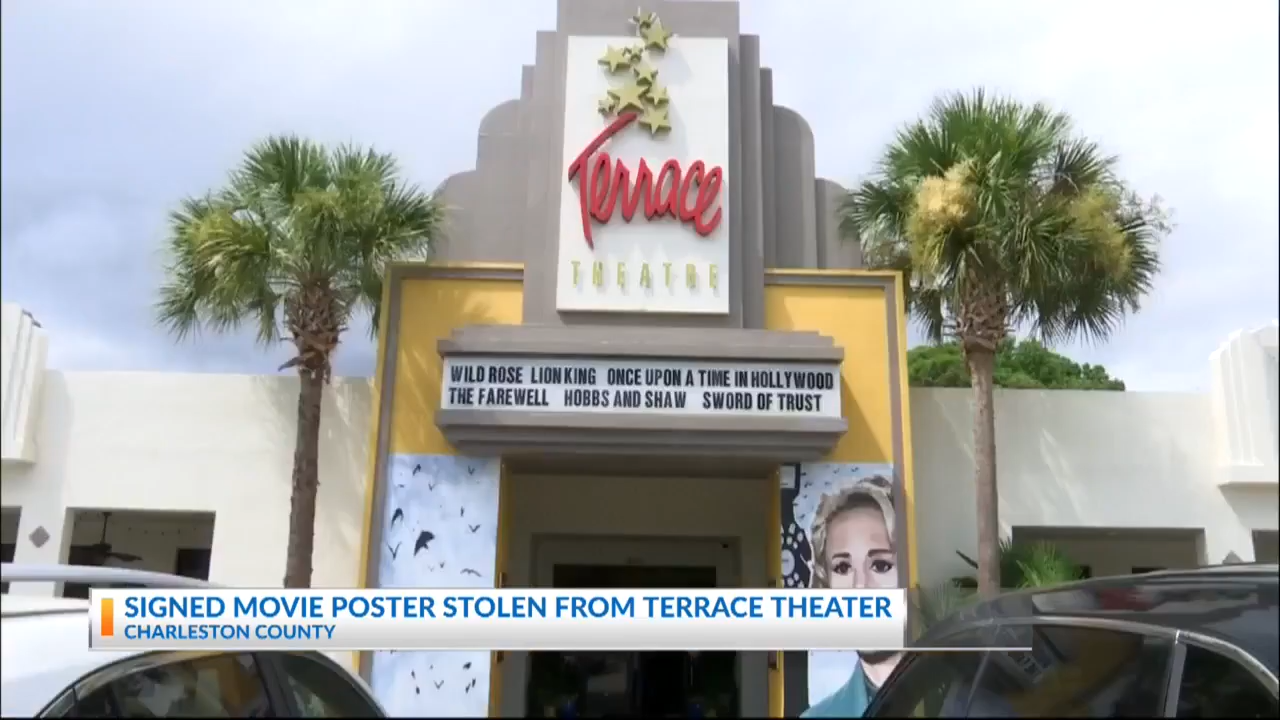 Terrace
THEATRE
WILD ROSE LION KING ONCE UPON A TIME IN HOLLYWOOD
THE FAREWELL HOBBS AND SHAW SWORD OF TRUST
SIGNED MOVIE POSTER STOLEN FROM TERRACE THEATER
CHARLESTON COUNTY